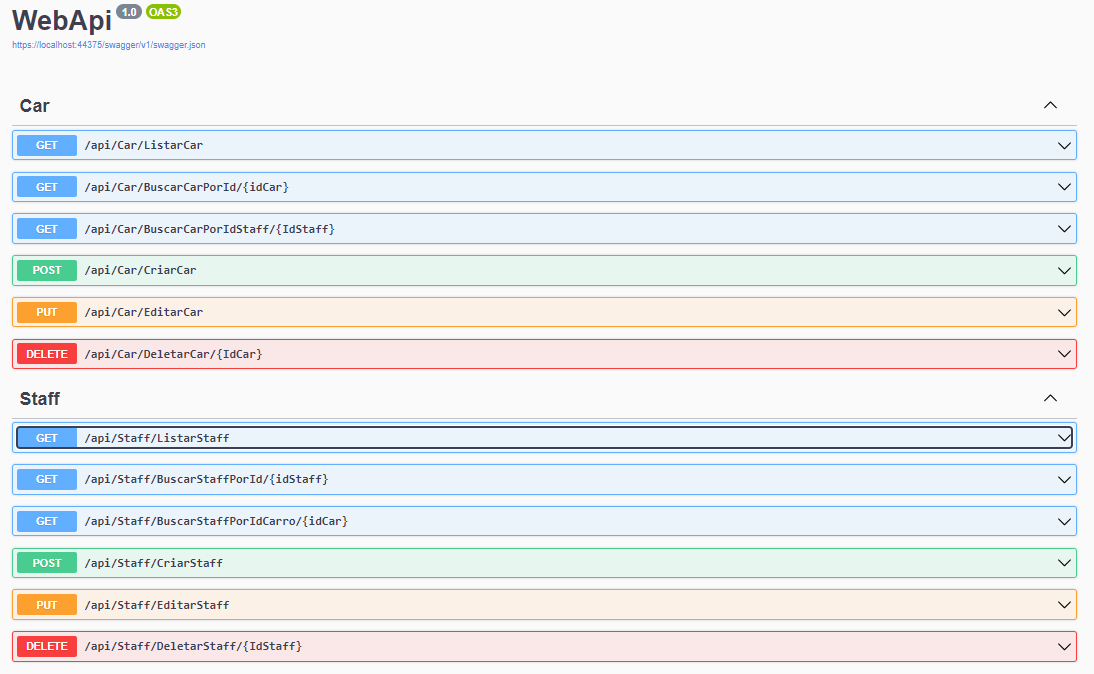 WebApi 1.0 OAS3
https://localhost:44375/swagger/v1/swagger.json
Car
GET /api/Car/ListarCar
GET /api/Car/BuscarCarPorId/{idCar}
GET /api/Car/BuscarCarPorIdStaff/{IdStaff}
POST /api/Car/CriarCar
PUT /api/Car/EditarCar
DELETE /api/Car/DeletarCar/{IdCar}
Staff
GET /api/Staff/ListarStaff
GET /api/Staff/BuscarStaffPorId/{idStaff}
GET /api/Staff/BuscarStaffPorIdCarro/{idCar}
POST /api/Staff/CriarStaff
PUT /api/Staff/EditarStaff
DELETE /api/Staff/DeletarStaff/{IdStaff}